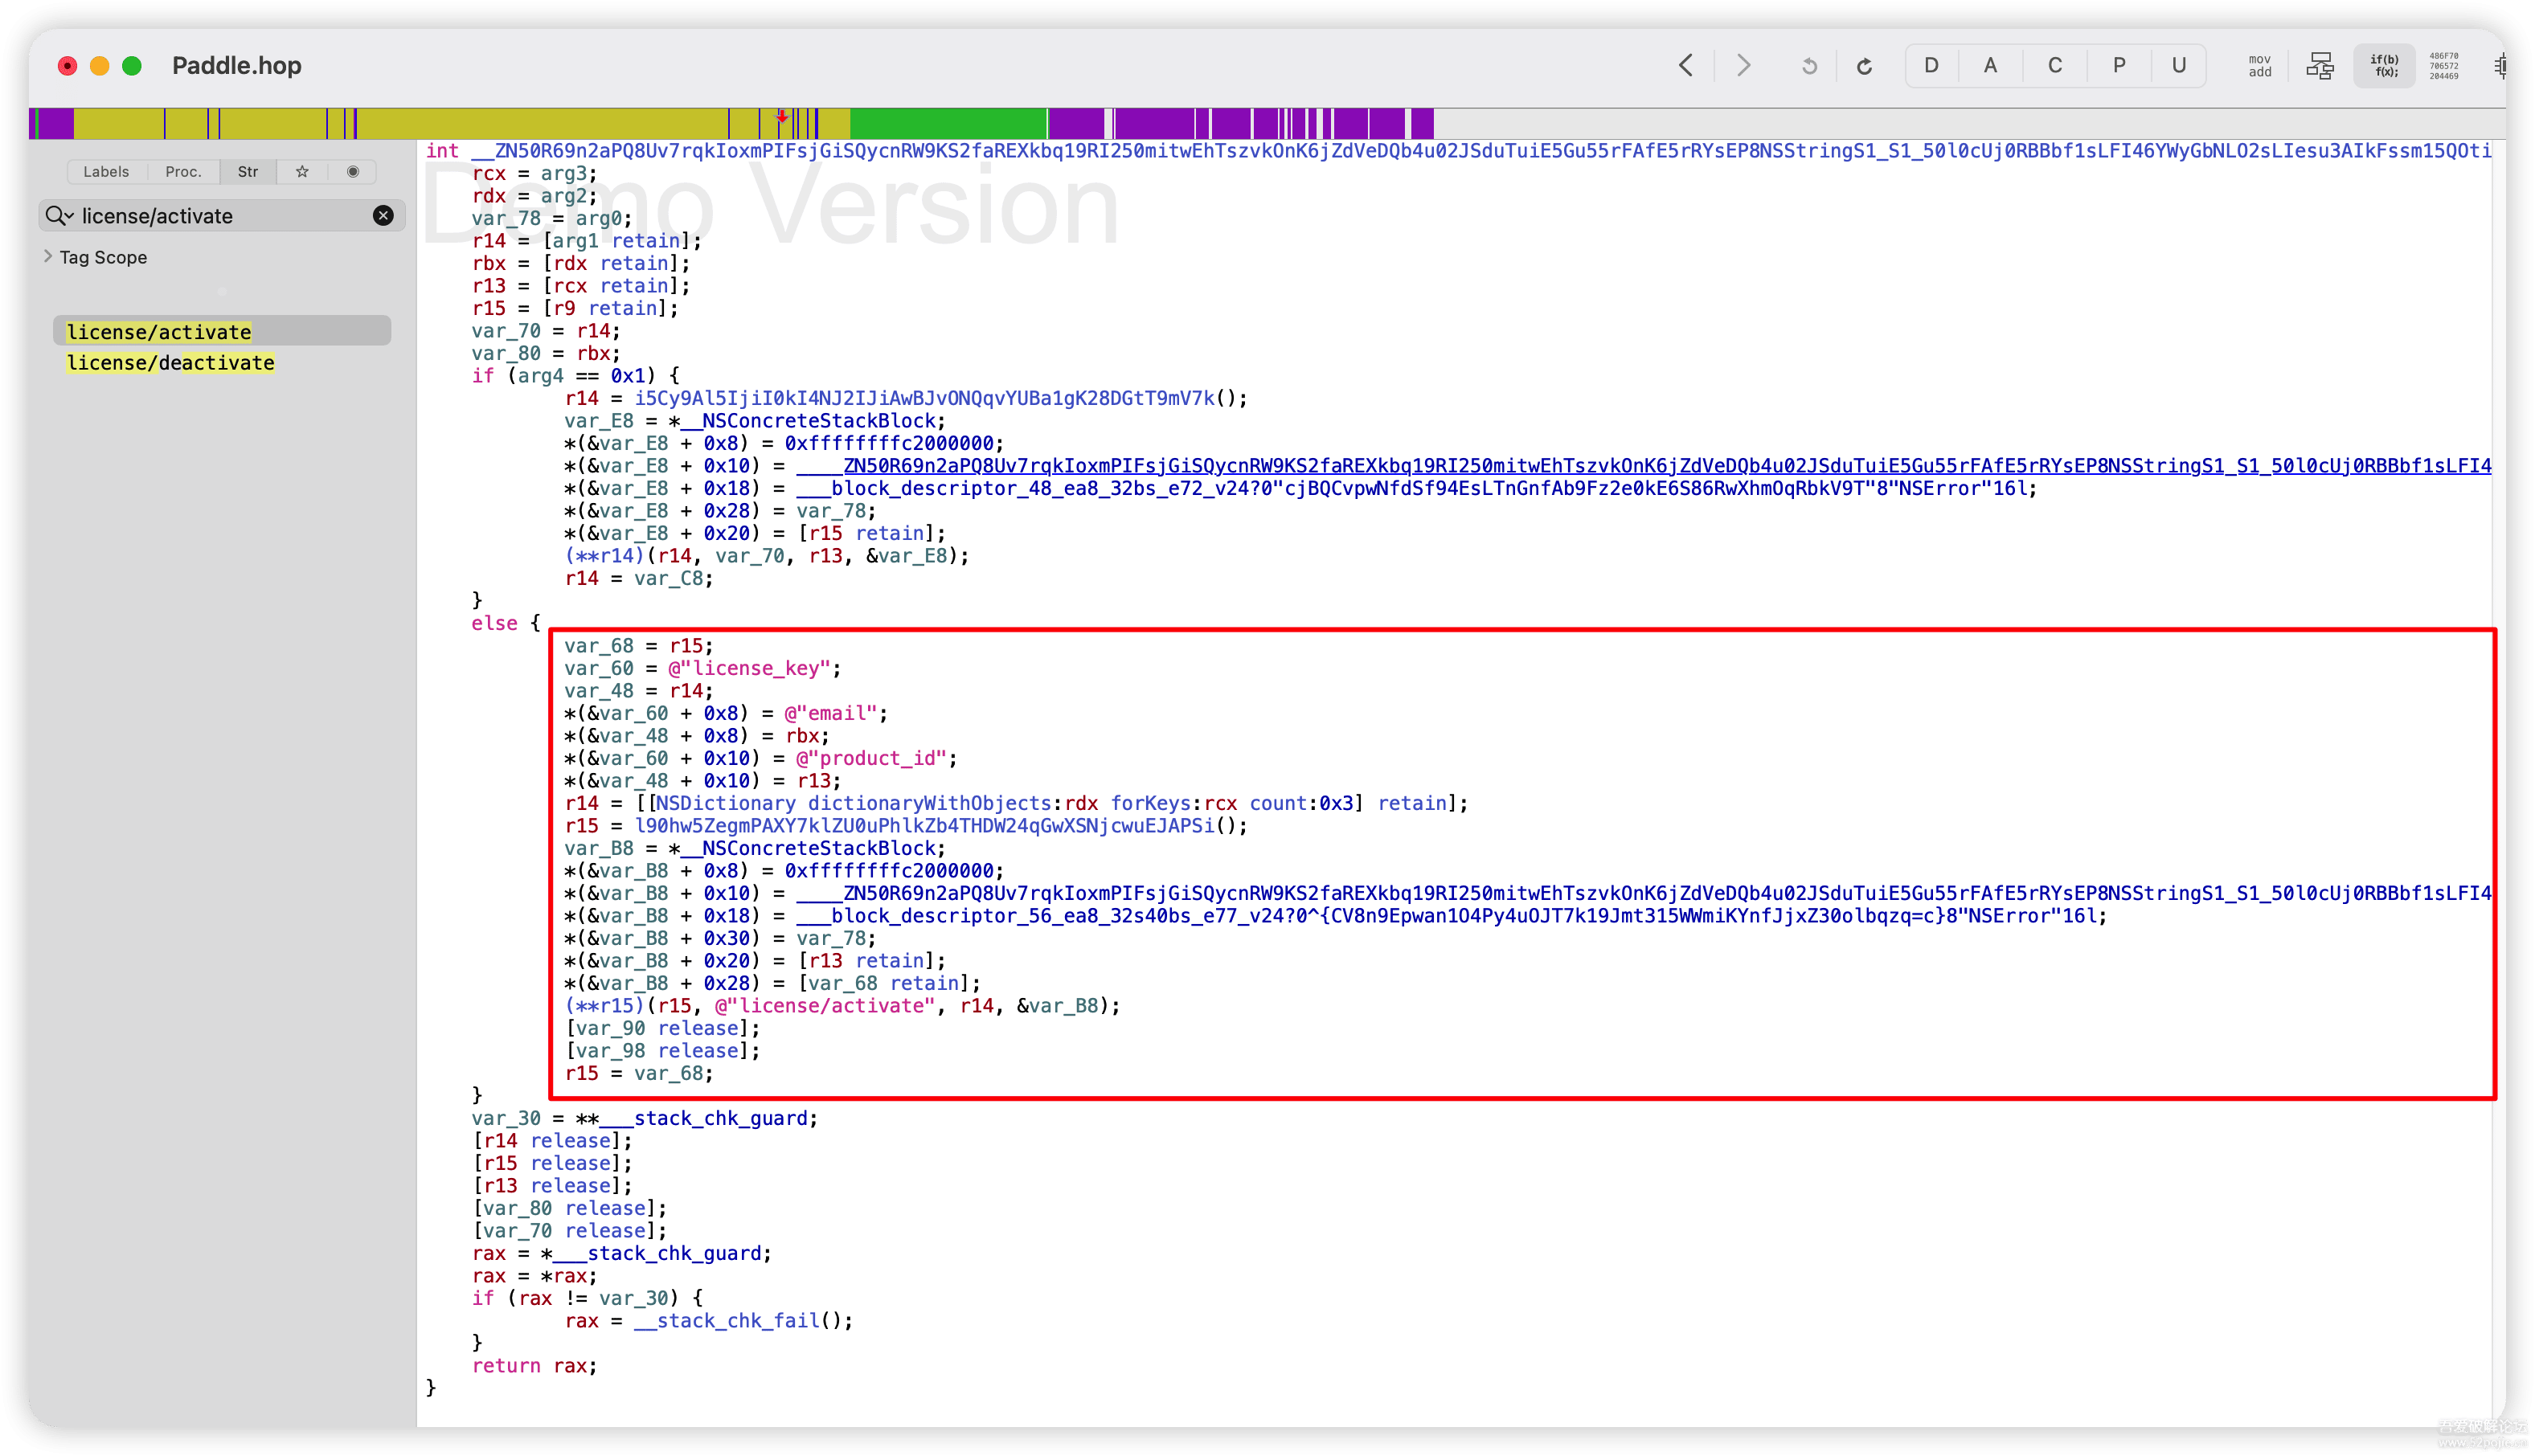 Paddle.hop
D A C P U
mov
add
if(b)
f(x);
486F70
706572
204469
Labels Proc. Str
license/activate
Tag Scope
license/activate
license/deactivate
Demo Version
int __ZN50R69n2aPQ8Uv7rqkIoxmPIFsjGiSQycnRW9KS2faREXkbq19RI250mitwEhTszvkOnK6jZdVeDQb4u02JSduTuiE5Gu55rFAfE5rRYsEP8NSStringS1_S1_50l0cUj0RBBbf1sLFI46YWyGbNLO2sLIesu3AIkFssm15QOti
rcx = arg3;
rdx = arg2;
var_78 = arg0;
r14 = [arg1 retain];
rbx = [rdx retain];
r13 = [rcx retain];
r15 = [r9 retain];
var_70 = r14;
var_80 = rbx;
if (arg4 == 0x1) {
r14 = i5Cy9Al5IjiI0kI4NJ2IJiAwBJvONQqvYUBa1gK28DGtT9mV7k();
var_E8 = *__NSConcreteStackBlock;
*(&var_E8 + 0x8) = 0xffffffffc2000000;
*(&var_E8 + 0x10) = ____ZN50R69n2aPQ8Uv7rqkIoxmPIFsjGiSQycnRW9KS2faREXkbq19RI250mitwEhTszvkOnK6jZdVeDQb4u02JSduTuiE5Gu55rFAfE5rRYsEP8NSStringS1_S1_50l0cUj0RBBbf1sLFI4
*(&var_E8 + 0x18) = ___block_descriptor_48_ea8_32bs_e72_v24?0"cjBQCvpwNfdSf94EsLTnGnfAb9Fz2e0kE6S86RwXhmOqRbkV9T"8"NSError"16l;
*(&var_E8 + 0x28) = var_78;
*(&var_E8 + 0x20) = [r15 retain];
(**r14)(r14, var_70, r13, &var_E8);
r14 = var_C8;
}
else {
var_68 = r15;
var_60 = @"license_key";
var_48 = r14;
*(&var_60 + 0x8) = @"email";
*(&var_48 + 0x8) = rbx;
*(&var_60 + 0x10) = @"product_id";
*(&var_48 + 0x10) = r13;
r14 = [[NSDictionary dictionaryWithObjects:rdx forKeys:rcx count:0x3] retain];
r15 = l90hw5ZegmPAXY7klZU0uPhlkZb4THDW24qGwXSNjcwuEJAPSi();
var_B8 = *__NSConcreteStackBlock;
*(&var_B8 + 0x8) = 0xffffffffc2000000;
*(&var_B8 + 0x10) = ____ZN50R69n2aPQ8Uv7rqkIoxmPIFsjGiSQycnRW9KS2faREXkbq19RI250mitwEhTszvkOnK6jZdVeDQb4u02JSduTuiE5Gu55rFAfE5rRYsEP8NSStringS1_S1_50l0cUj0RBBbf1sLFI4
*(&var_B8 + 0x18) = ___block_descriptor_56_ea8_32s40bs_e77_v24?0^{CV8n9Epwan1O4Py4uOJT7k19Jmt315WWmiKYnfJjxZ30olbqzq=c}8"NSError"16l;
*(&var_B8 + 0x30) = var_78;
*(&var_B8 + 0x20) = [r13 retain];
*(&var_B8 + 0x28) = [var_68 retain];
(**r15)(r15, @"license/activate", r14, &var_B8);
[var_90 release];
[var_98 release];
r15 = var_68;
}
var_30 = **___stack_chk_guard;
[r14 release];
[r15 release];
[r13 release];
[var_80 release];
[var_70 release];
rax = *___stack_chk_guard;
rax = *rax;
if (rax != var_30) {
rax = __stack_chk_fail();
}
return rax;
}
吾爱破解论坛
www.52pojie.cn